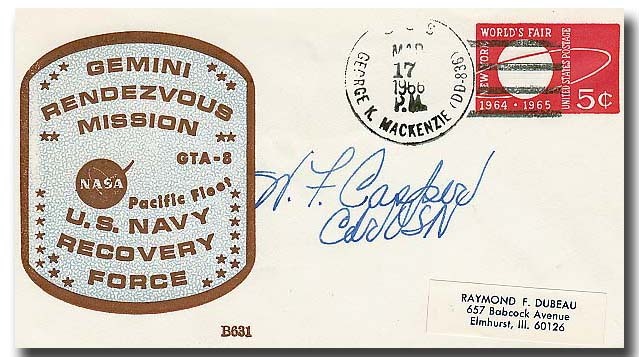 GEMINI
RENDEZVOUS
MISSION
GTA-8
NASA
Pacific Fleet
U.S. NAVY
RECOVERY
FORCE
B631
MAR
17
1966
P.M.
GEORGE K. MACKENZIE (DD-836)
NEW YORK WORLD'S FAIR
1964 • 1965
UNITED STATES POSTAGE
5¢
Cdr USN
RAYMOND F. DUBEAU
657 Babcock Avenue
Elmhurst, Ill. 60126